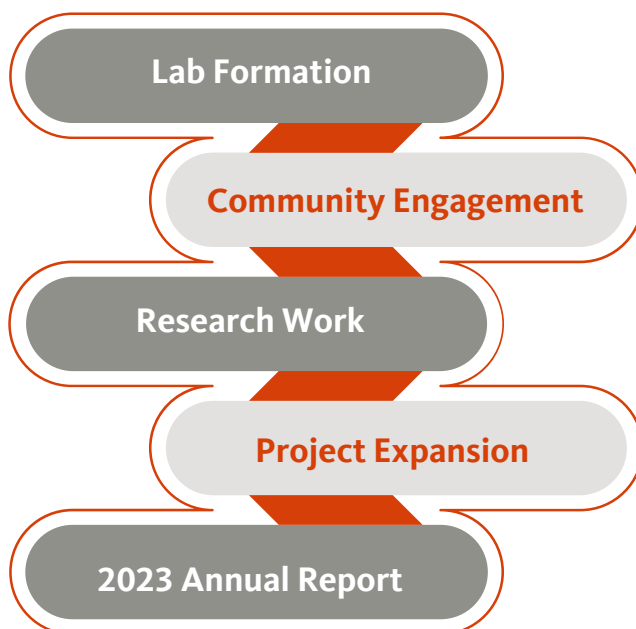 Lab Formation
Community Engagement
Research Work
Project Expansion
2023 Annual Report